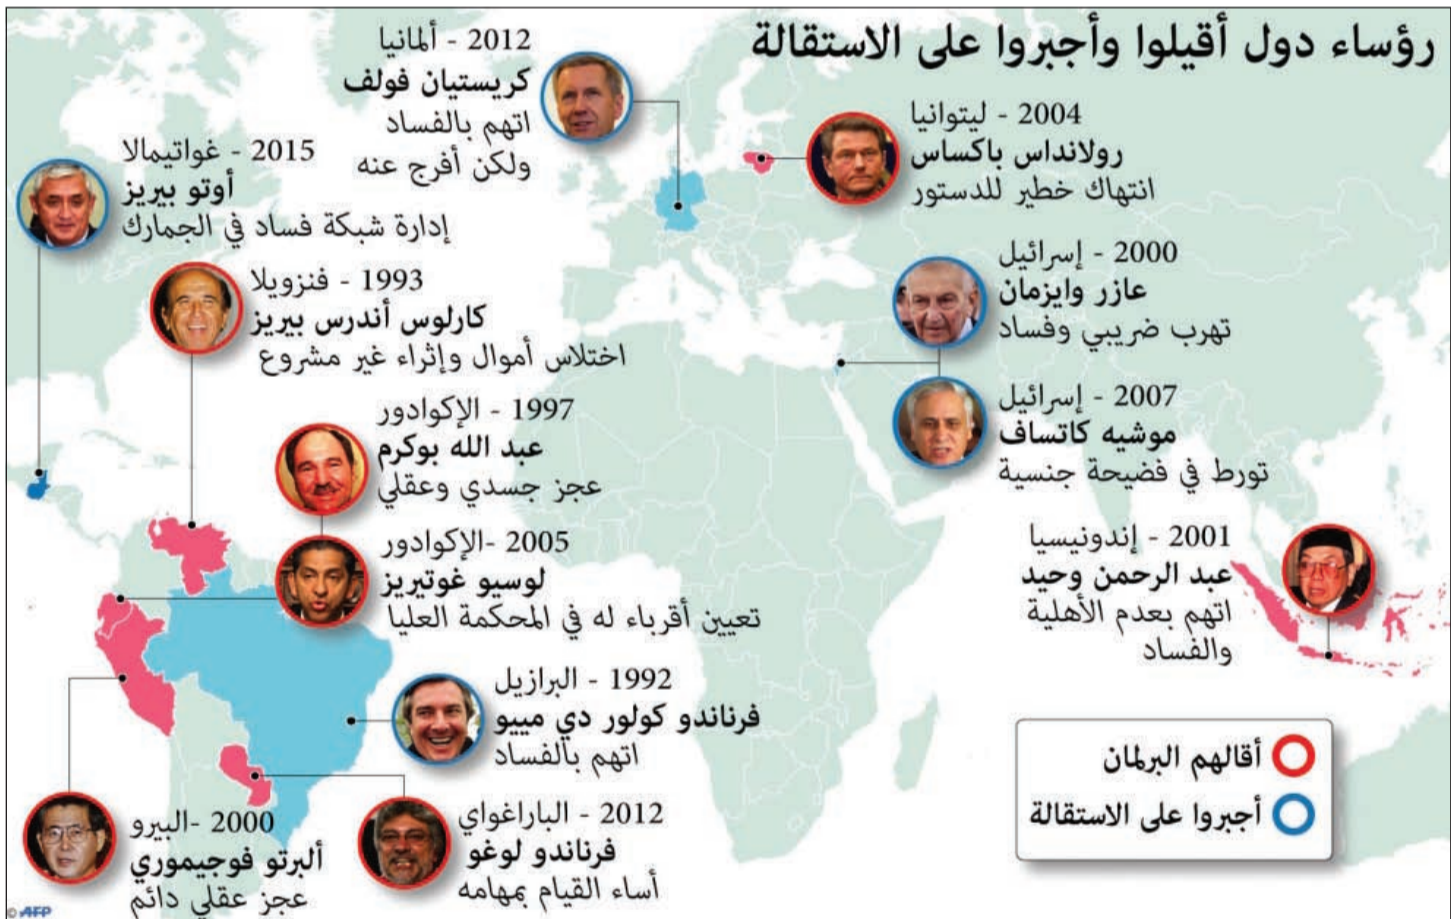 رؤساء دول أقيلوا وأجبروا على الاستقالة
2012 - ألمانيا
كريستيان فولف
اتهم بالفساد
ولكن أفرج عنه
2004 - ليتوانيا
رولانداس باكساس
انتهاك خطير للدستور
2015 - غواتيمالا
أوتو بيريز
إدارة شبكة فساد في الجمارك
2000 - إسرائيل
عازر وايزمان
تهرب ضريبي وفساد
1993 - فنزويلا
كارلوس أندرس بيريز
اختلاس أموال وإثراء غير مشروع
2007 - إسرائيل
موشيه كاتساف
تورط في فضيحة جنسية
1997 - الإكوادور
عبد الله بوكرم
عجز جسدي وعقلي
2005 -الإكوادور
لوسيو غوتيريز
تعيين أقرباء له في المحكمة العليا
2001 - إندونيسيا
عبد الرحمن وحيد
اتهم بعدم الأهلية
والفساد
1992 - البرازيل
فرناندو كولور دي مييو
اتهم بالفساد
أقالهم البرلمان
أجبروا على الاستقالة
2012 - الباراغواي
فرناندو لوغو
أساء القيام بمهامه
2000 -البيرو
ألبرتو فوجيموري
عجز عقلي دائم
© AFP